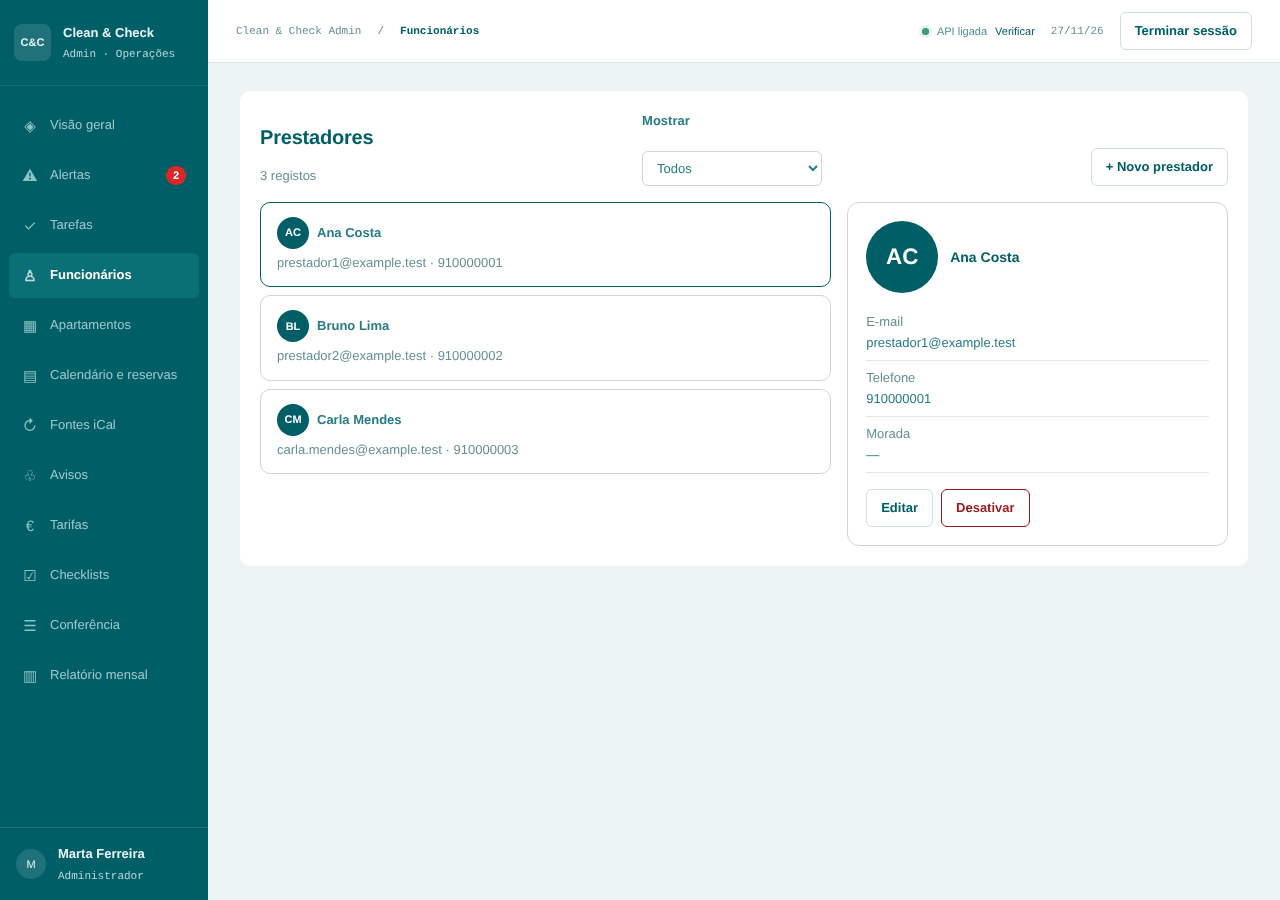 C&C
Clean & Check
Admin · Operações
Visão geral
Alertas
2
Tarefas
Funcionários
Apartamentos
Calendário e reservas
Fontes iCal
Avisos
€ Tarifas
Checklists
Conferência
Relatório mensal
M
Marta Ferreira
Administrador
Clean & Check Admin / Funcionários
API ligada Verificar 27/11/26 Terminar sessão
Prestadores
3 registos
Mostrar
Todos
+ Novo prestador
AC Ana Costa
prestador1@example.test · 910000001
BL Bruno Lima
prestador2@example.test · 910000002
CM Carla Mendes
carla.mendes@example.test · 910000003
AC Ana Costa
E-mail
prestador1@example.test
Telefone
910000001
Morada
—
Editar Desativar